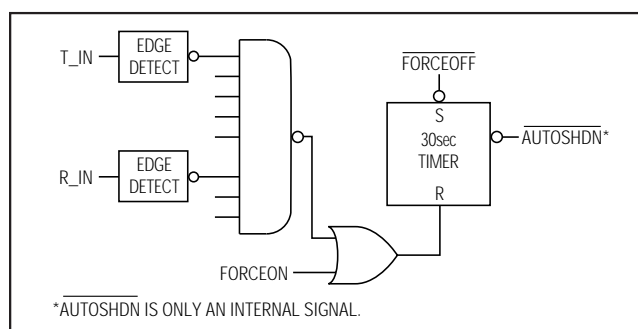 T_IN
EDGE
DETECT
FORCEOFF
S
30sec
TIMER
R
AUTOSHDN*
R_IN
EDGE
DETECT
FORCEON
*AUTOSHDN IS ONLY AN INTERNAL SIGNAL.